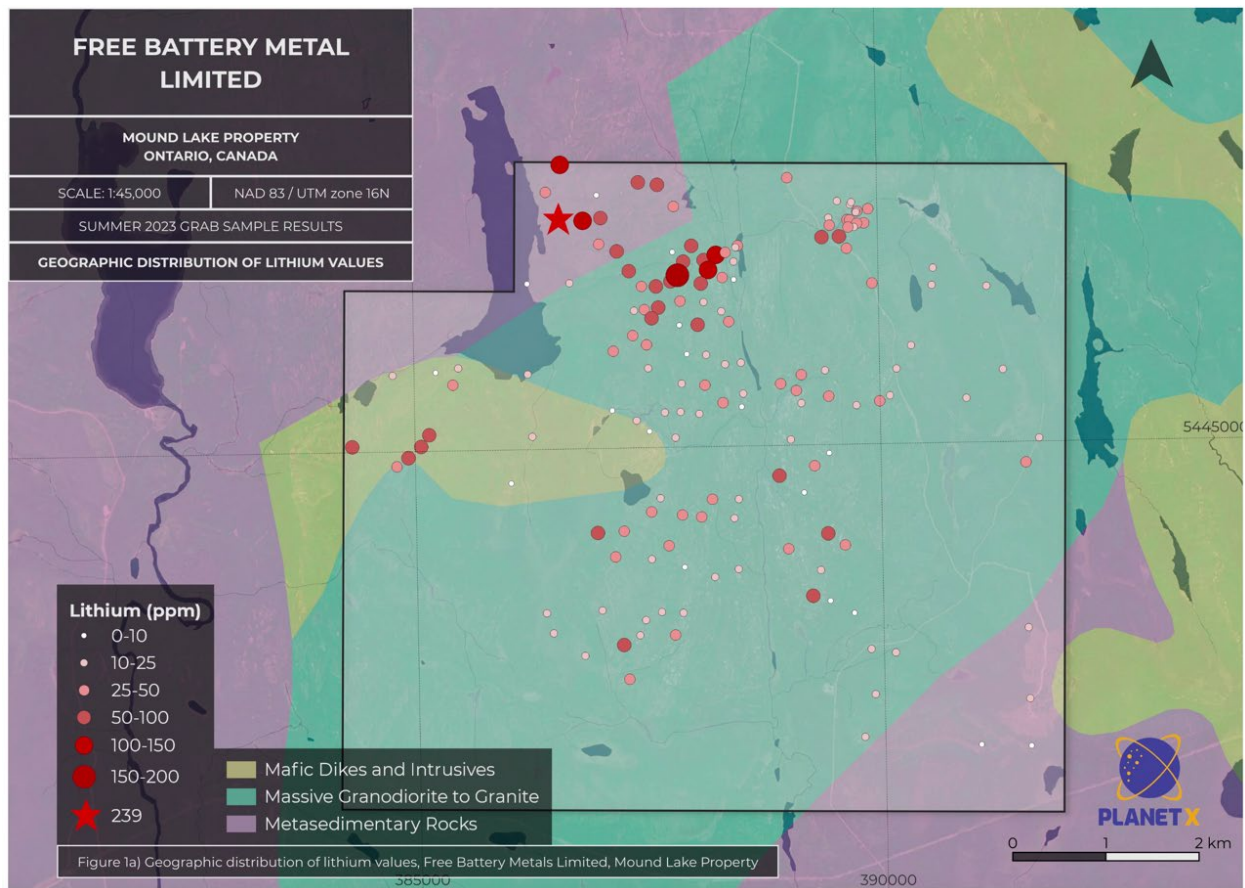 FREE BATTERY METAL
LIMITED
MOUND LAKE PROPERTY
ONTARIO, CANADA
SCALE: 1:45,000
NAD 83 / UTM zone 16N
SUMMER 2023 GRAB SAMPLE RESULTS
GEOGRAPHIC DISTRIBUTION OF LITHIUM VALUES
5445000
Lithium (ppm)
0-10
10-25
25-50
50-100
100-150
150-200
239
Mafic Dikes and Intrusives
Massive Granodiorite to Granite
Metasedimentary Rocks
PLANET X
0 1 2 km
Figure 1a) Geographic distribution of lithium values, Free Battery Metals Limited, Mound Lake Property
385000
390000